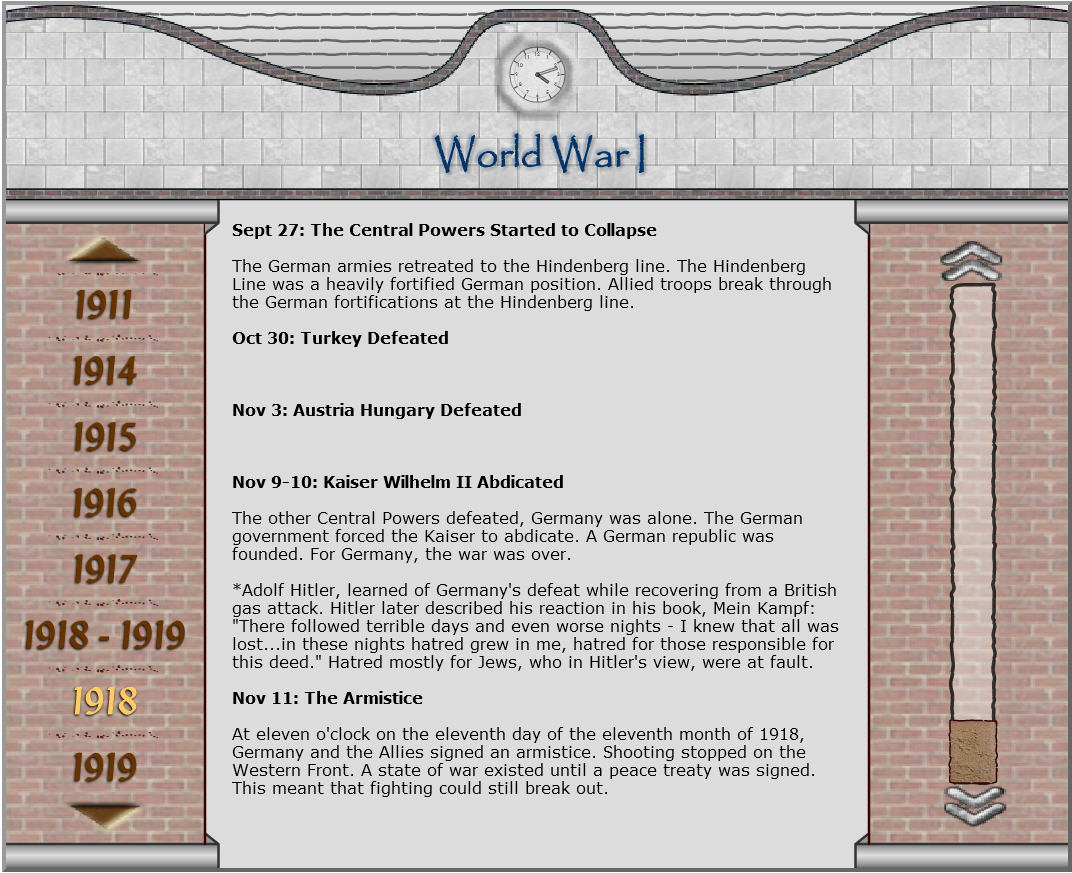 World War I
1911
1914
1915
1916
1917
1918 - 1919
1918
1919
Sept 27: The Central Powers Started to Collapse
The German armies retreated to the Hindenberg line. The Hindenberg
Line was a heavily fortified German position. Allied troops break through
the German fortifications at the Hindenberg line.
Oct 30: Turkey Defeated
Nov 3: Austria Hungary Defeated
Nov 9-10: Kaiser Wilhelm II Abdicated
The other Central Powers defeated, Germany was alone. The German
government forced the Kaiser to abdicate. A German republic was
founded. For Germany, the war was over.
*Adolf Hitler, learned of Germany's defeat while recovering from a British
gas attack. Hitler later described his reaction in his book, Mein Kampf:
"There followed terrible days and even worse nights - I knew that all was
lost...in these nights hatred grew in me, hatred for those responsible for
this deed." Hatred mostly for Jews, who in Hitler's view, were at fault.
Nov 11: The Armistice
At eleven o'clock on the eleventh day of the eleventh month of 1918,
Germany and the Allies signed an armistice. Shooting stopped on the
Western Front. A state of war existed until a peace treaty was signed.
This meant that fighting could still break out.